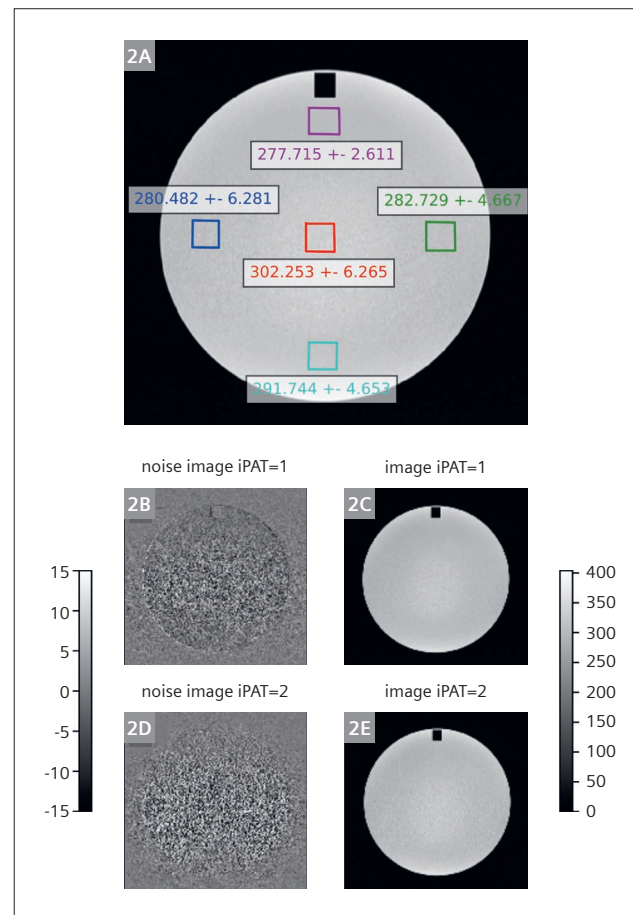 2A
277.715 +- 2.611
280.482 +- 6.281
282.729 +- 4.667
302.253 +- 6.265
291.744 +- 4.653
noise image iPAT=1
image iPAT=1
2B
2C
15
10
5
0
-5
-10
-15
400
350
300
250
200
150
100
50
0
noise image iPAT=2
image iPAT=2
2D
2E